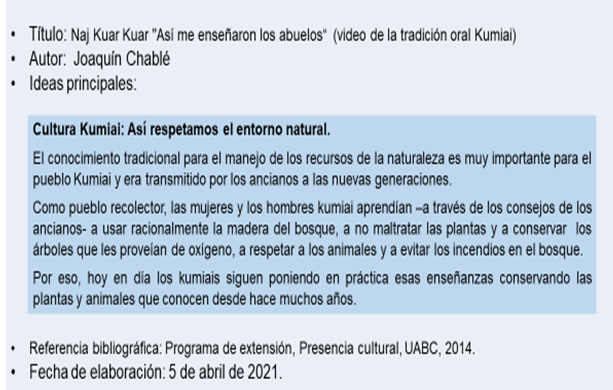 • Título: Naj Kuar Kuar "Así me enseñaron los abuelos" (video de la tradición oral Kumiai)
• Autor: Joaquín Chablé
• Ideas principales:
Cultura Kumiai: Así respetamos el entorno natural.
El conocimiento tradicional para el manejo de los recursos de la naturaleza es muy importante para el
pueblo Kumiai y era transmitido por los ancianos a las nuevas generaciones.
Como pueblo recolector, las mujeres y los hombres kumiai aprendían –a través de los consejos de los
ancianos- a usar racionalmente la madera del bosque, a no maltratar las plantas y a conservar los
árboles que les proveían de oxígeno, a respetar a los animales y a evitar los incendios en el bosque.
Por eso, hoy en día los kumiais siguen poniendo en práctica esas enseñanzas conservando las
plantas y animales que conocen desde hace muchos años.
• Referencia bibliográfica: Programa de extensión, Presencia cultural, UABC, 2014.
• Fecha de elaboración: 5 de abril de 2021.